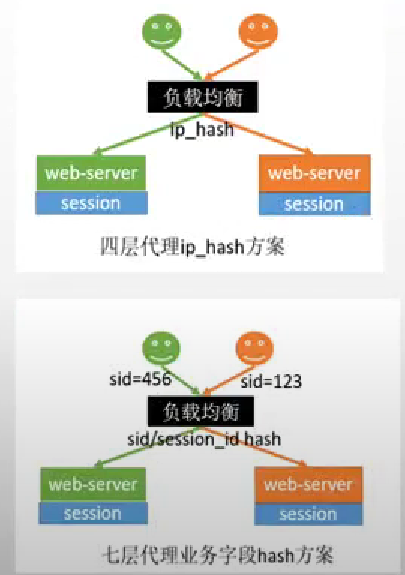 负载均衡
ip_hash
web-server web-server
session session
四层代理ip_hash方案
sid=456 sid=123
负载均衡
sid/session_id hash
web-server web-server
session session
七层代理业务字段hash方案